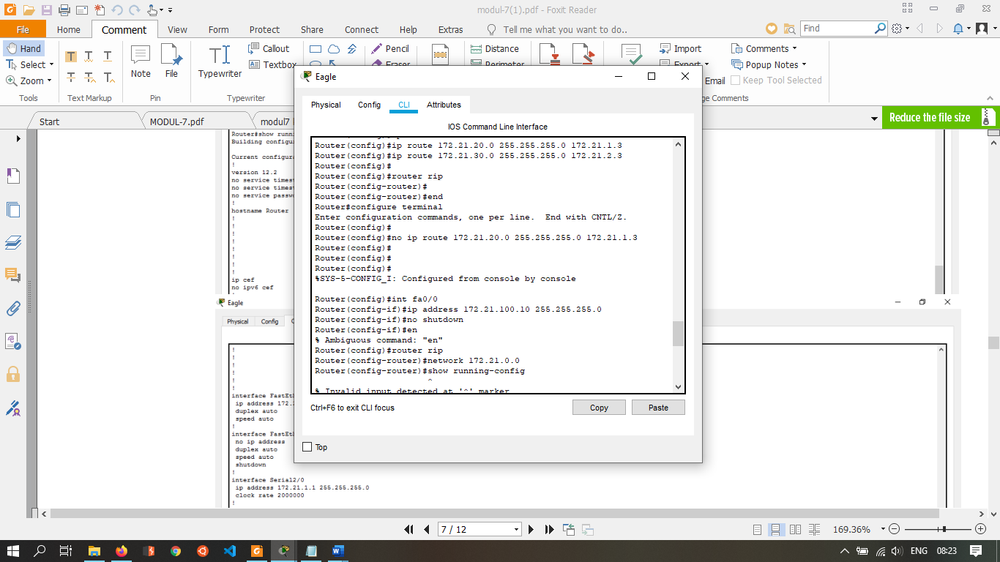 modul-7(1).pdf - Foxit Reader
File
Home
Comment
View
Form
Protect
Share
Connect
Help
Extras
Tell me what you want to do..
Find
Hand
Select
Zoom
Tools
Text Markup
Note
File
Pin
Typewriter
Callout
Textbox
Typewriter
Pencil
Eraser
Distance
Perimeter
Import
Export
Email
Comments
Popup Notes
Keep Tool Selected
ge Comments
Start
MODUL-7.pdf
modul7
Reduce the file size
Router#show runnin
Building configur
Current configura
!
version 12.2
no service timest
no service timest
no service passwo
!
hostname Router
!
!
!
!
!
!
!
!
ip cef
no ipv6 cef
!
Eagle
Physical
Config
CLI
Attributes
IOS Command Line Interface
Router(config)#ip route 172.21.20.0 255.255.255.0 172.21.1.3
Router(config)#ip route 172.21.30.0 255.255.255.0 172.21.2.3
Router(config)#
Router(config)#router rip
Router(config-router)#
Router(config-router)#end
Router#configure terminal
Enter configuration commands, one per line.  End with CNTL/Z.
Router(config)#
Router(config)#no ip route 172.21.20.0 255.255.255.0 172.21.1.3
Router(config)#
Router(config)#
Router(config)#
%SYS-5-CONFIG_I: Configured from console by console
Router(config)#int fa0/0
Router(config-if)#ip address 172.21.100.10 255.255.255.0
Router(config-if)#no shutdown
Router(config-if)#en
% Ambiguous command: "en"
Router(config)#router rip
Router(config-router)#network 172.21.0.0
Router(config-router)#show running-config
^
% Invalid input detected at '^' marker
Ctrl+F6 to exit CLI focus
Copy
Paste
Top
Eagle
Physical
Config
!
!
!
!
!
!
interface FastEth
ip address 172.2
duplex auto
speed auto
!
interface FastEth
no ip address
duplex auto
speed auto
shutdown
!
interface Serial2/0
ip address 172.21.1.1 255.255.255.0
clock rate 2000000
!
7 / 12
169.36%
ENG
08:23